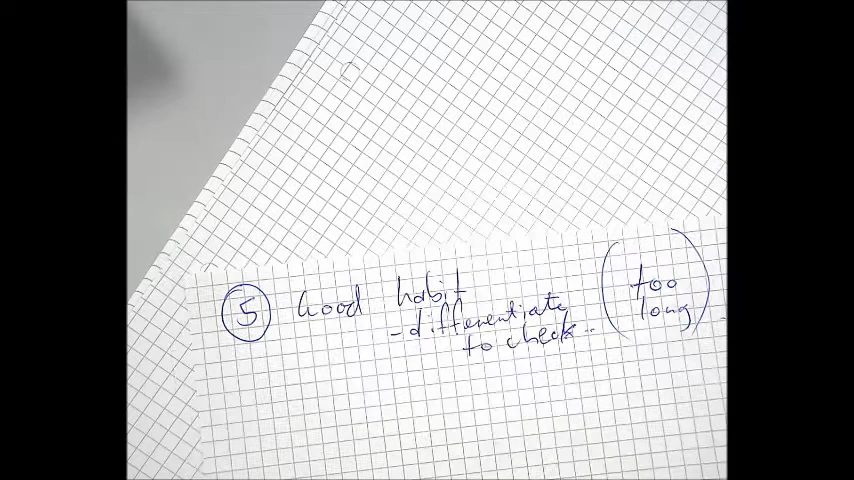 5 Good habit
- differentiate
to check..
(too
long)